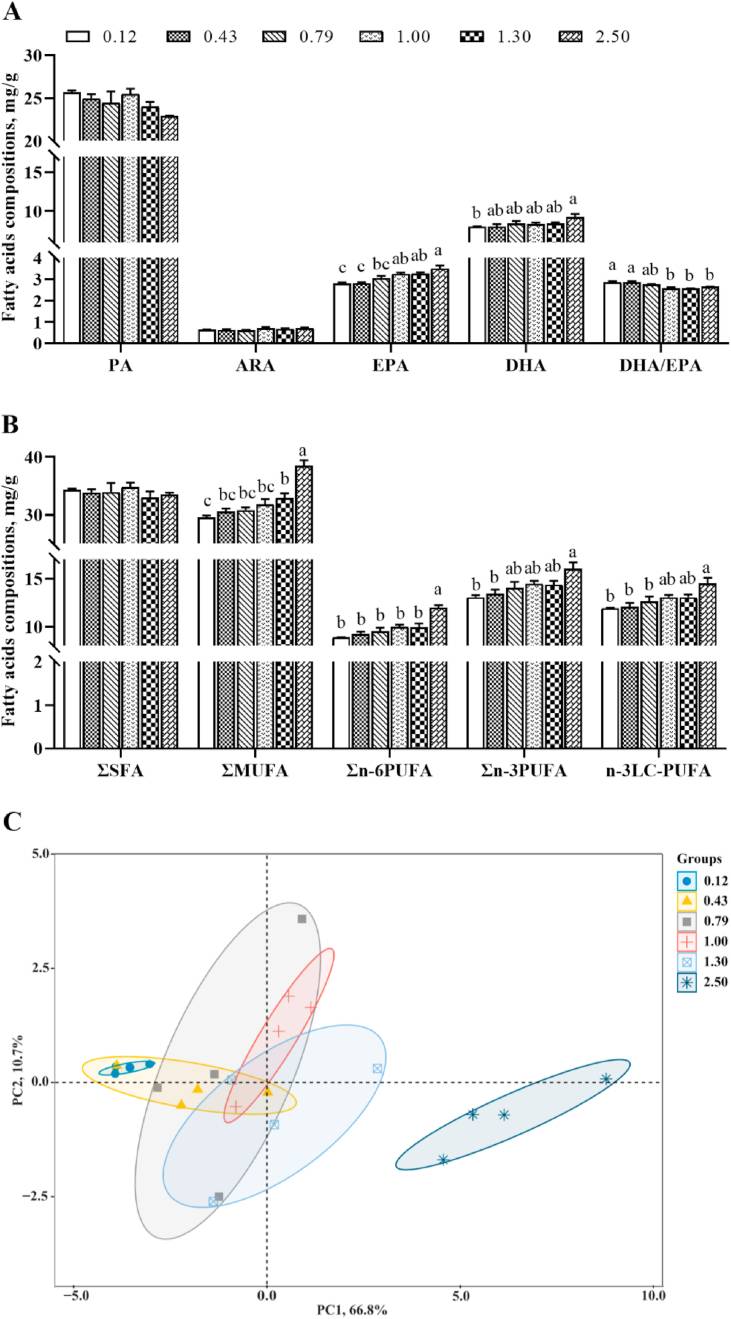 A
0.12 0.43 0.79 1.00 1.30 2.50
Fatty acids compositions, mg/g
30
25
20
15
10
4
3
2
1
0
c c bc ab ab a
b ab ab ab ab a
a a ab b b b
PA ARA EPA DHA DHA/EPA
B
Fatty acids compositions, mg/g
40
30
15
10
2
0
c bc bc bc b a
b b b b b a
b b ab ab ab a
b b b ab ab a
ΣSFA ΣMUFA Σn-6PUFA Σn-3PUFA n-3LC-PUFA
C
PC2, 10.7%
5.0
2.5
0.0
−2.5
−5.0 0.0 5.0 10.0
PC1, 66.8%
Groups
0.12
0.43
0.79
1.00
1.30
2.50